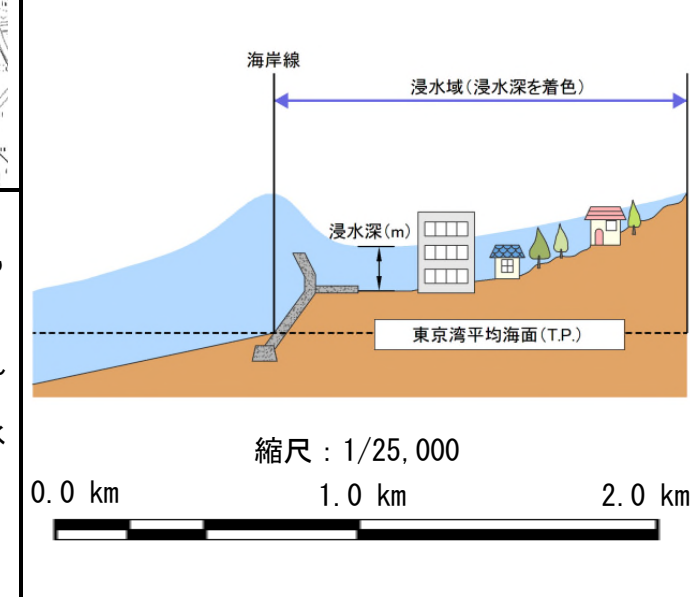 海岸線
浸水域(浸水深を着色)
浸水深(m)
東京湾平均海面(T.P.)
縮尺：1/25,000
0.0 km 1.0 km 2.0 km